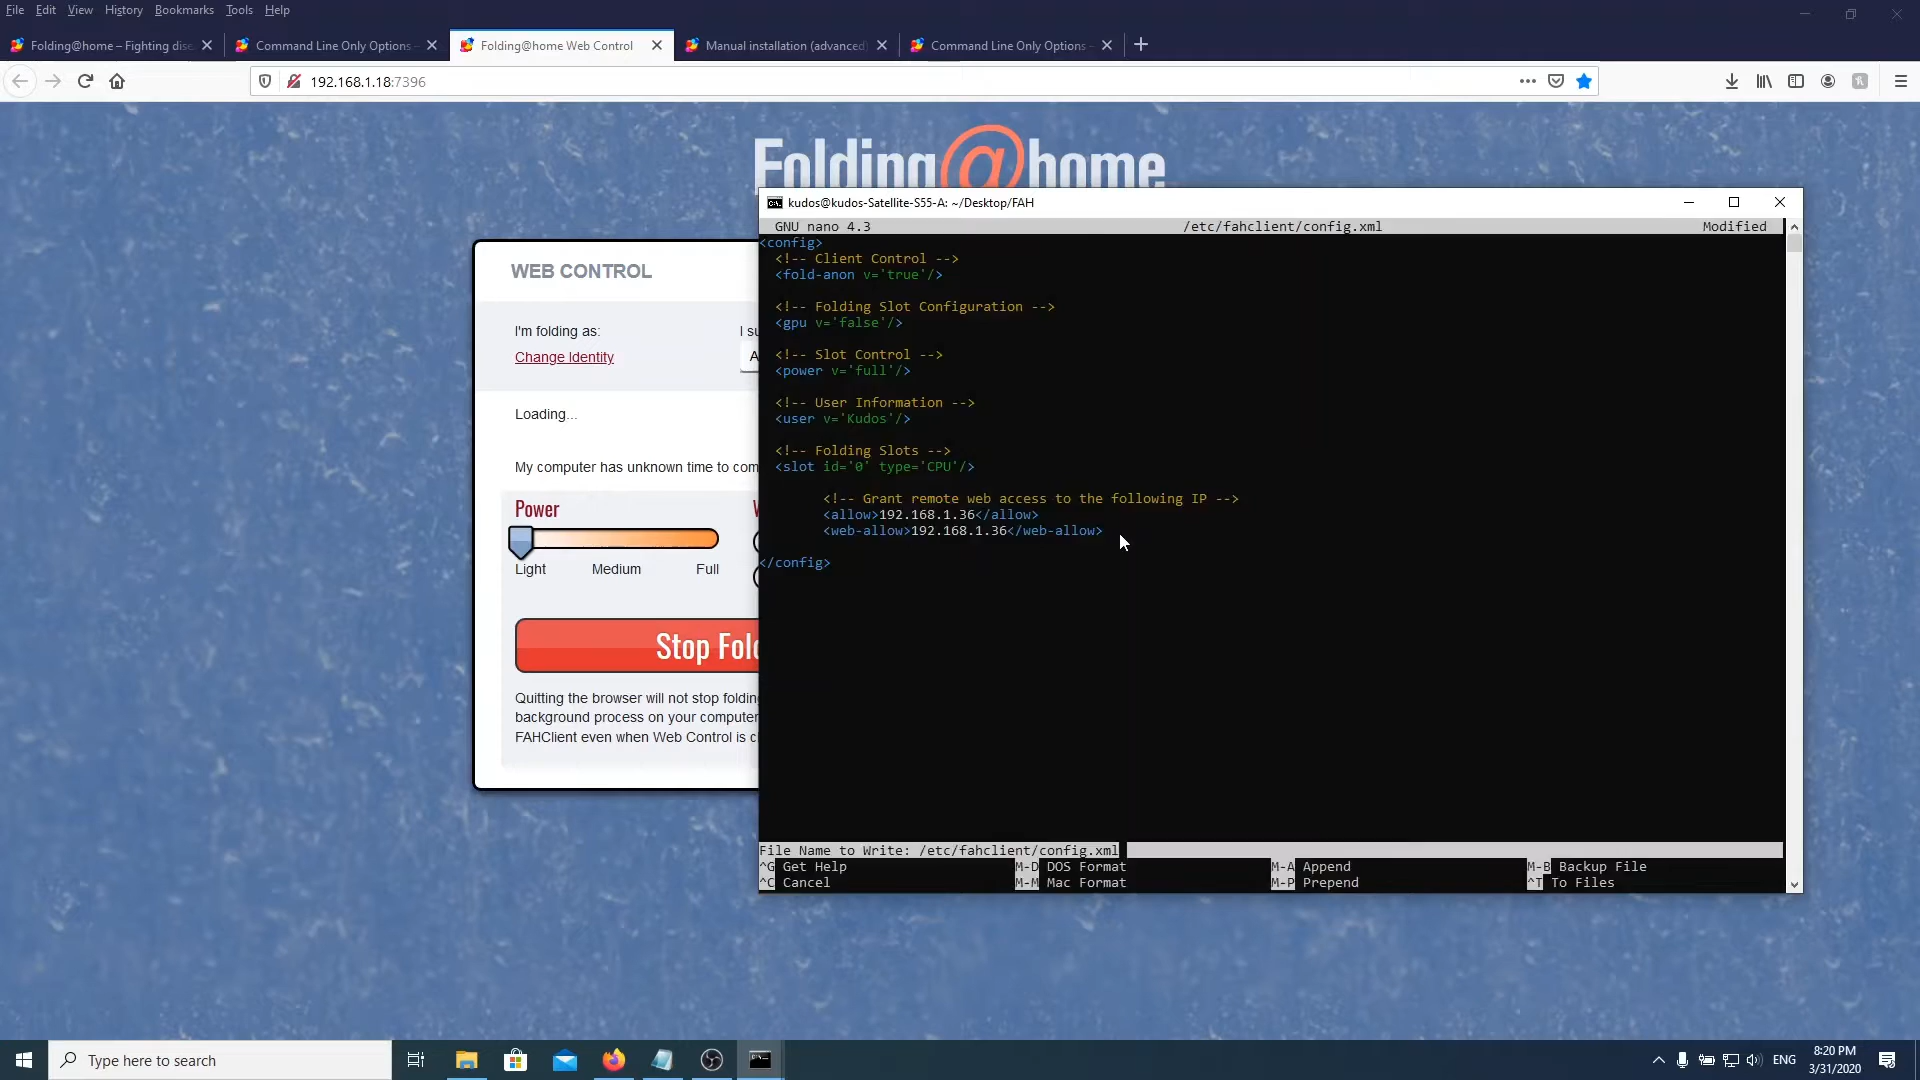 File Edit View History Bookmarks Tools Help
Folding@home – Fighting dise
Command Line Only Options -
Folding@home Web Control
Manual installation (advanced)
Command Line Only Options -
192.168.1.18:7396
Folding@home
WEB CONTROL
I'm folding as:
Change Identity
I su
A
Loading...
My computer has unknown time to com
Power
Light Medium Full
Stop Fol
Quitting the browser will not stop folding
background process on your computer
FAHClient even when Web Control is cl
kudos@kudos-Satellite-S55-A: ~/Desktop/FAH
GNU nano 4.3 /etc/fahclient/config.xml Modified
<config>
<!-- Client Control -->
<fold-anon v='true'/>
<!-- Folding Slot Configuration -->
<gpu v='false'/>
<!-- Slot Control -->
<power v='full'/>
<!-- User Information -->
<user v='Kudos'/>
<!-- Folding Slots -->
<slot id='0' type='CPU'/>
<!-- Grant remote web access to the following IP -->
<allow>192.168.1.36</allow>
<web-allow>192.168.1.36</web-allow>
</config>
File Name to Write: /etc/fahclient/config.xml
^G Get Help M-D DOS Format M-A Append M-B Backup File
^C Cancel M-M Mac Format M-P Prepend ^T To Files
Type here to search
ENG
8:20 PM
3/31/2020